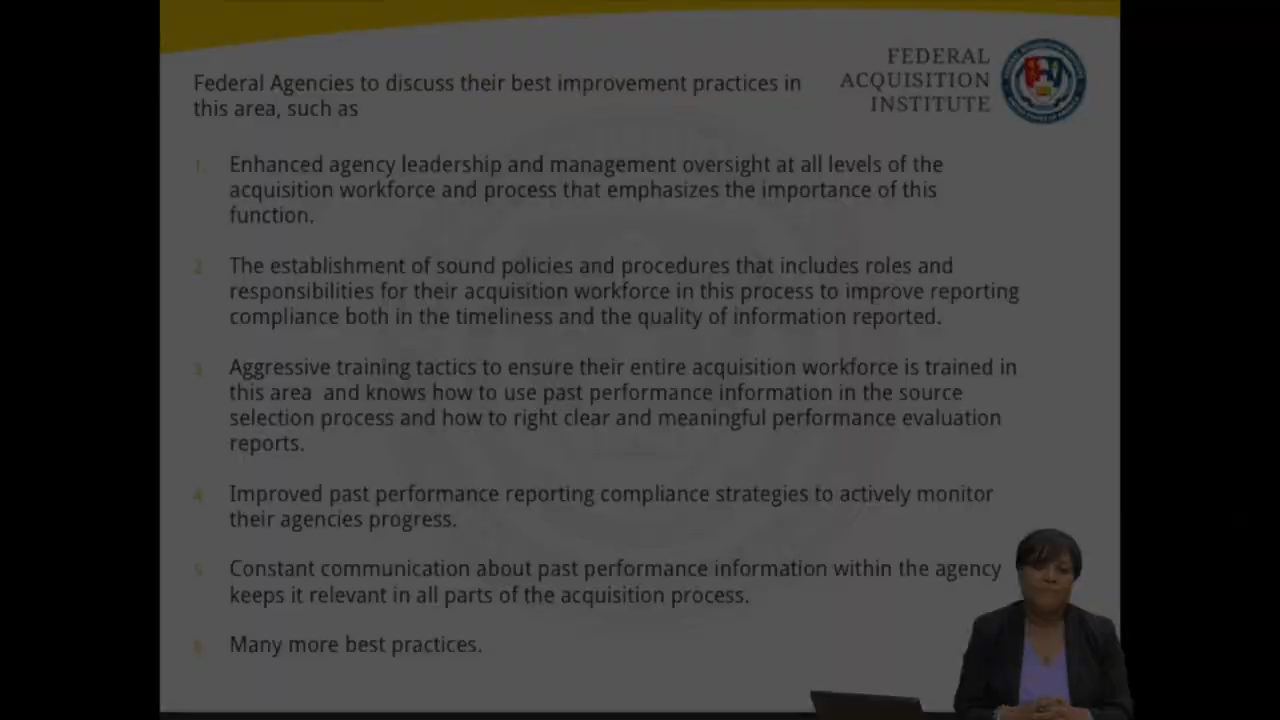 FEDERAL
ACQUISITION
INSTITUTE
Federal Agencies to discuss their best improvement practices in
this area, such as
1. Enhanced agency leadership and management oversight at all levels of the
acquisition workforce and process that emphasizes the importance of this
function.
2. The establishment of sound policies and procedures that includes roles and
responsibilities for their acquisition workforce in this process to improve reporting
compliance both in the timeliness and the quality of information reported.
3. Aggressive training tactics to ensure their entire acquisition workforce is trained in
this area  and knows how to use past performance information in the source
selection process and how to right clear and meaningful performance evaluation
reports.
4. Improved past performance reporting compliance strategies to actively monitor
their agencies progress.
5. Constant communication about past performance information within the agency
keeps it relevant in all parts of the acquisition process.
6. Many more best practices.